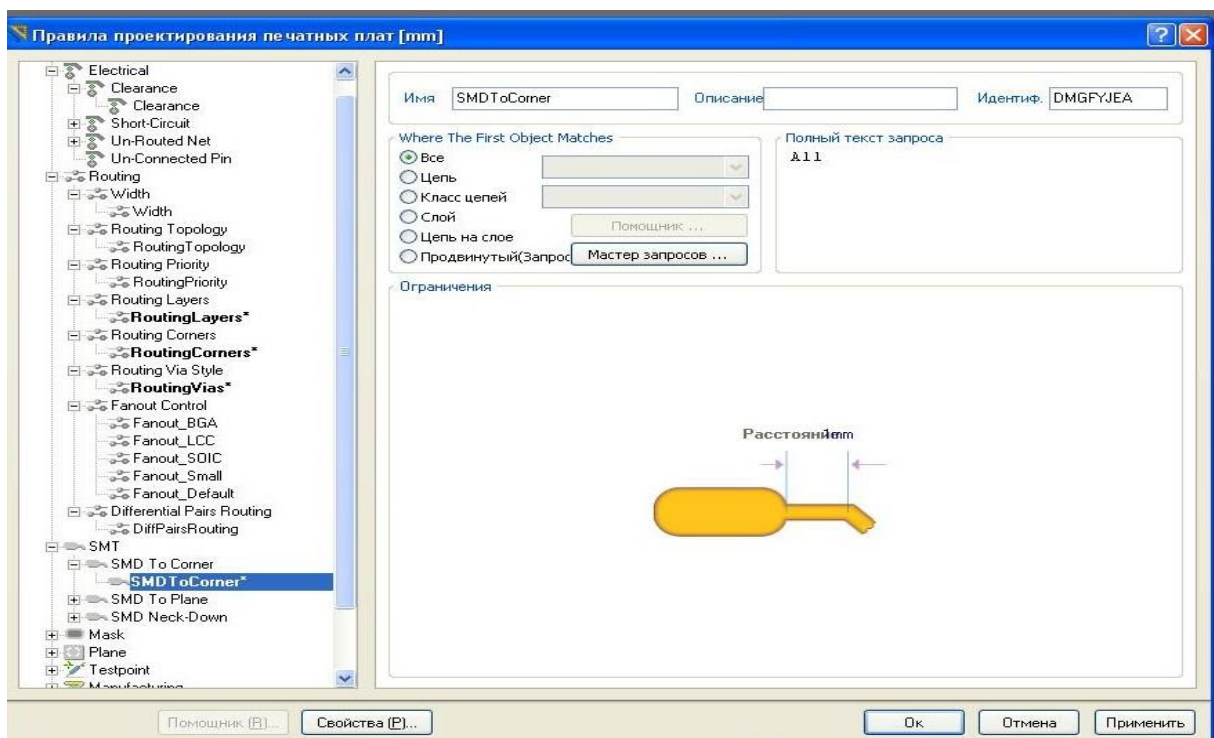 Правила проектирования печатных плат [mm]
Electrical
Clearance
Clearance
Short-Circuit
Un-Routed Net
Un-Connected Pin
Routing
Width
Width
Routing Topology
RoutingTopology
Routing Priority
RoutingPriority
Routing Layers
RoutingLayers*
Routing Corners
RoutingCorners*
Routing Via Style
RoutingVias*
Fanout Control
Fanout_BGA
Fanout_LCC
Fanout_SOIC
Fanout_Small
Fanout_Default
Differential Pairs Routing
DiffPairsRouting
SMT
SMD To Corner
SMDToCorner*
SMD To Plane
SMD Neck-Down
Mask
Plane
Testpoint
Manufacturing
Имя SMDToCorner Описание Идентиф. DMGFYJEA
Where The First Object Matches
Все
Цепь
Класс цепей
Слой
Цепь на слое
Продвинутый(Запрос
Помощник ...
Мастер запросов ...
Полный текст запроса
All
Ограничения
Расстояние 1mm
Помощник (R)... Свойства (P)... Ок Отмена Применить